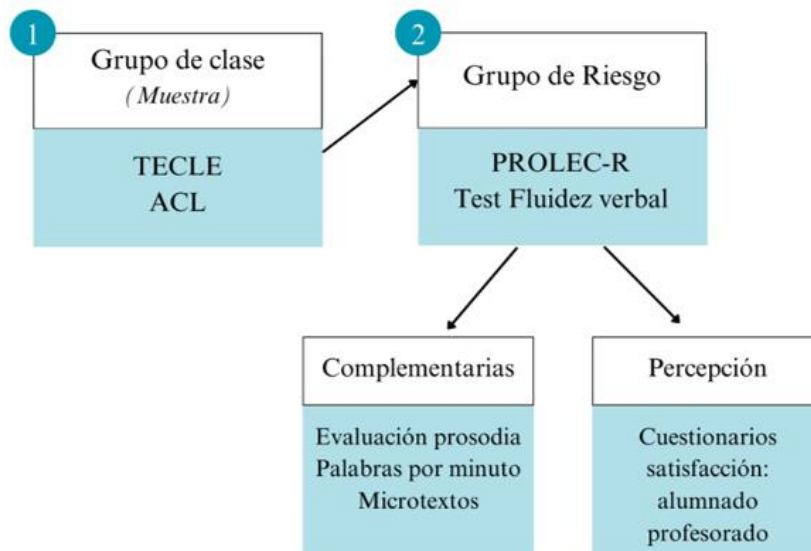 1
Grupo de clase
( Muestra)
TECLE
ACL
2
Grupo de Riesgo
PROLEC-R
Test Fluidez verbal
Complementarias
Evaluación prosodia
Palabras por minuto
Microtextos
Percepción
Cuestionarios
satisfacción:
alumnado
profesorado